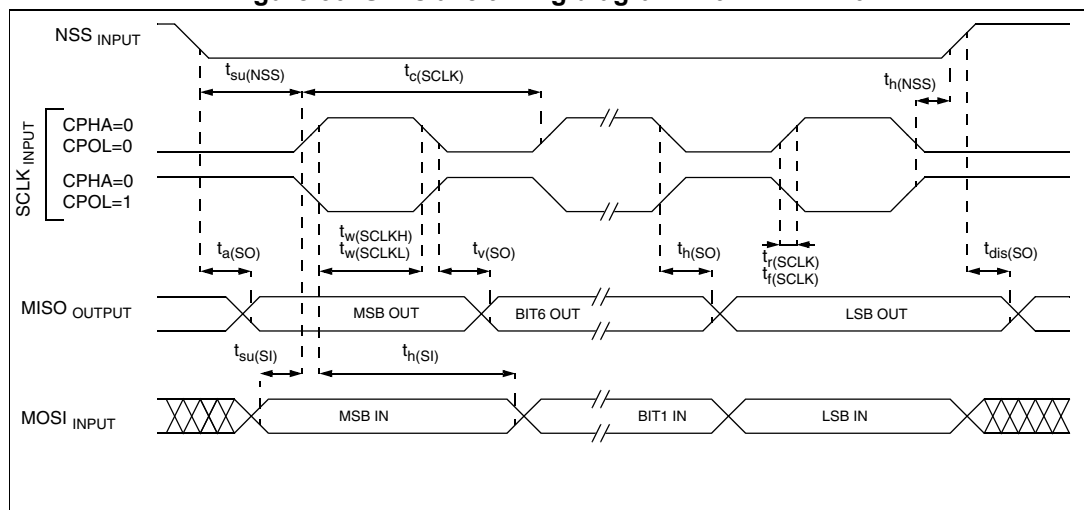 NSS INPUT
tsu(NSS)
tc(SCLK)
th(NSS)
SCLK INPUT
CPHA=0
CPOL=0
CPHA=0
CPOL=1
tw(SCLKH)
tw(SCLKL)
ta(SO)
tv(SO)
th(SO)
tr(SCLK)
tf(SCLK)
tdis(SO)
MISO OUTPUT
MSB OUT
BIT6 OUT
LSB OUT
tsu(SI)
th(SI)
MOSI INPUT
MSB IN
BIT1 IN
LSB IN